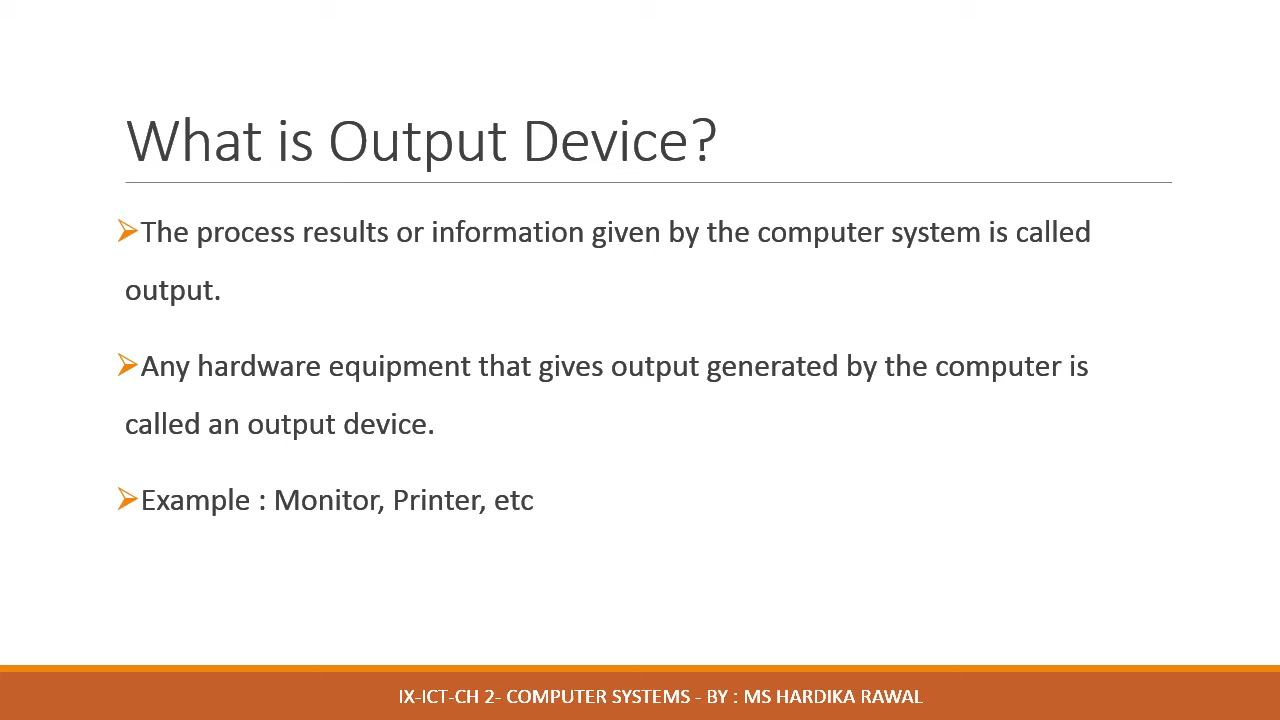 What is Output Device?
➢The process results or information given by the computer system is called
output.
➢Any hardware equipment that gives output generated by the computer is
called an output device.
➢Example : Monitor, Printer, etc
IX-ICT-CH 2- COMPUTER SYSTEMS - BY : MS HARDIKA RAWAL